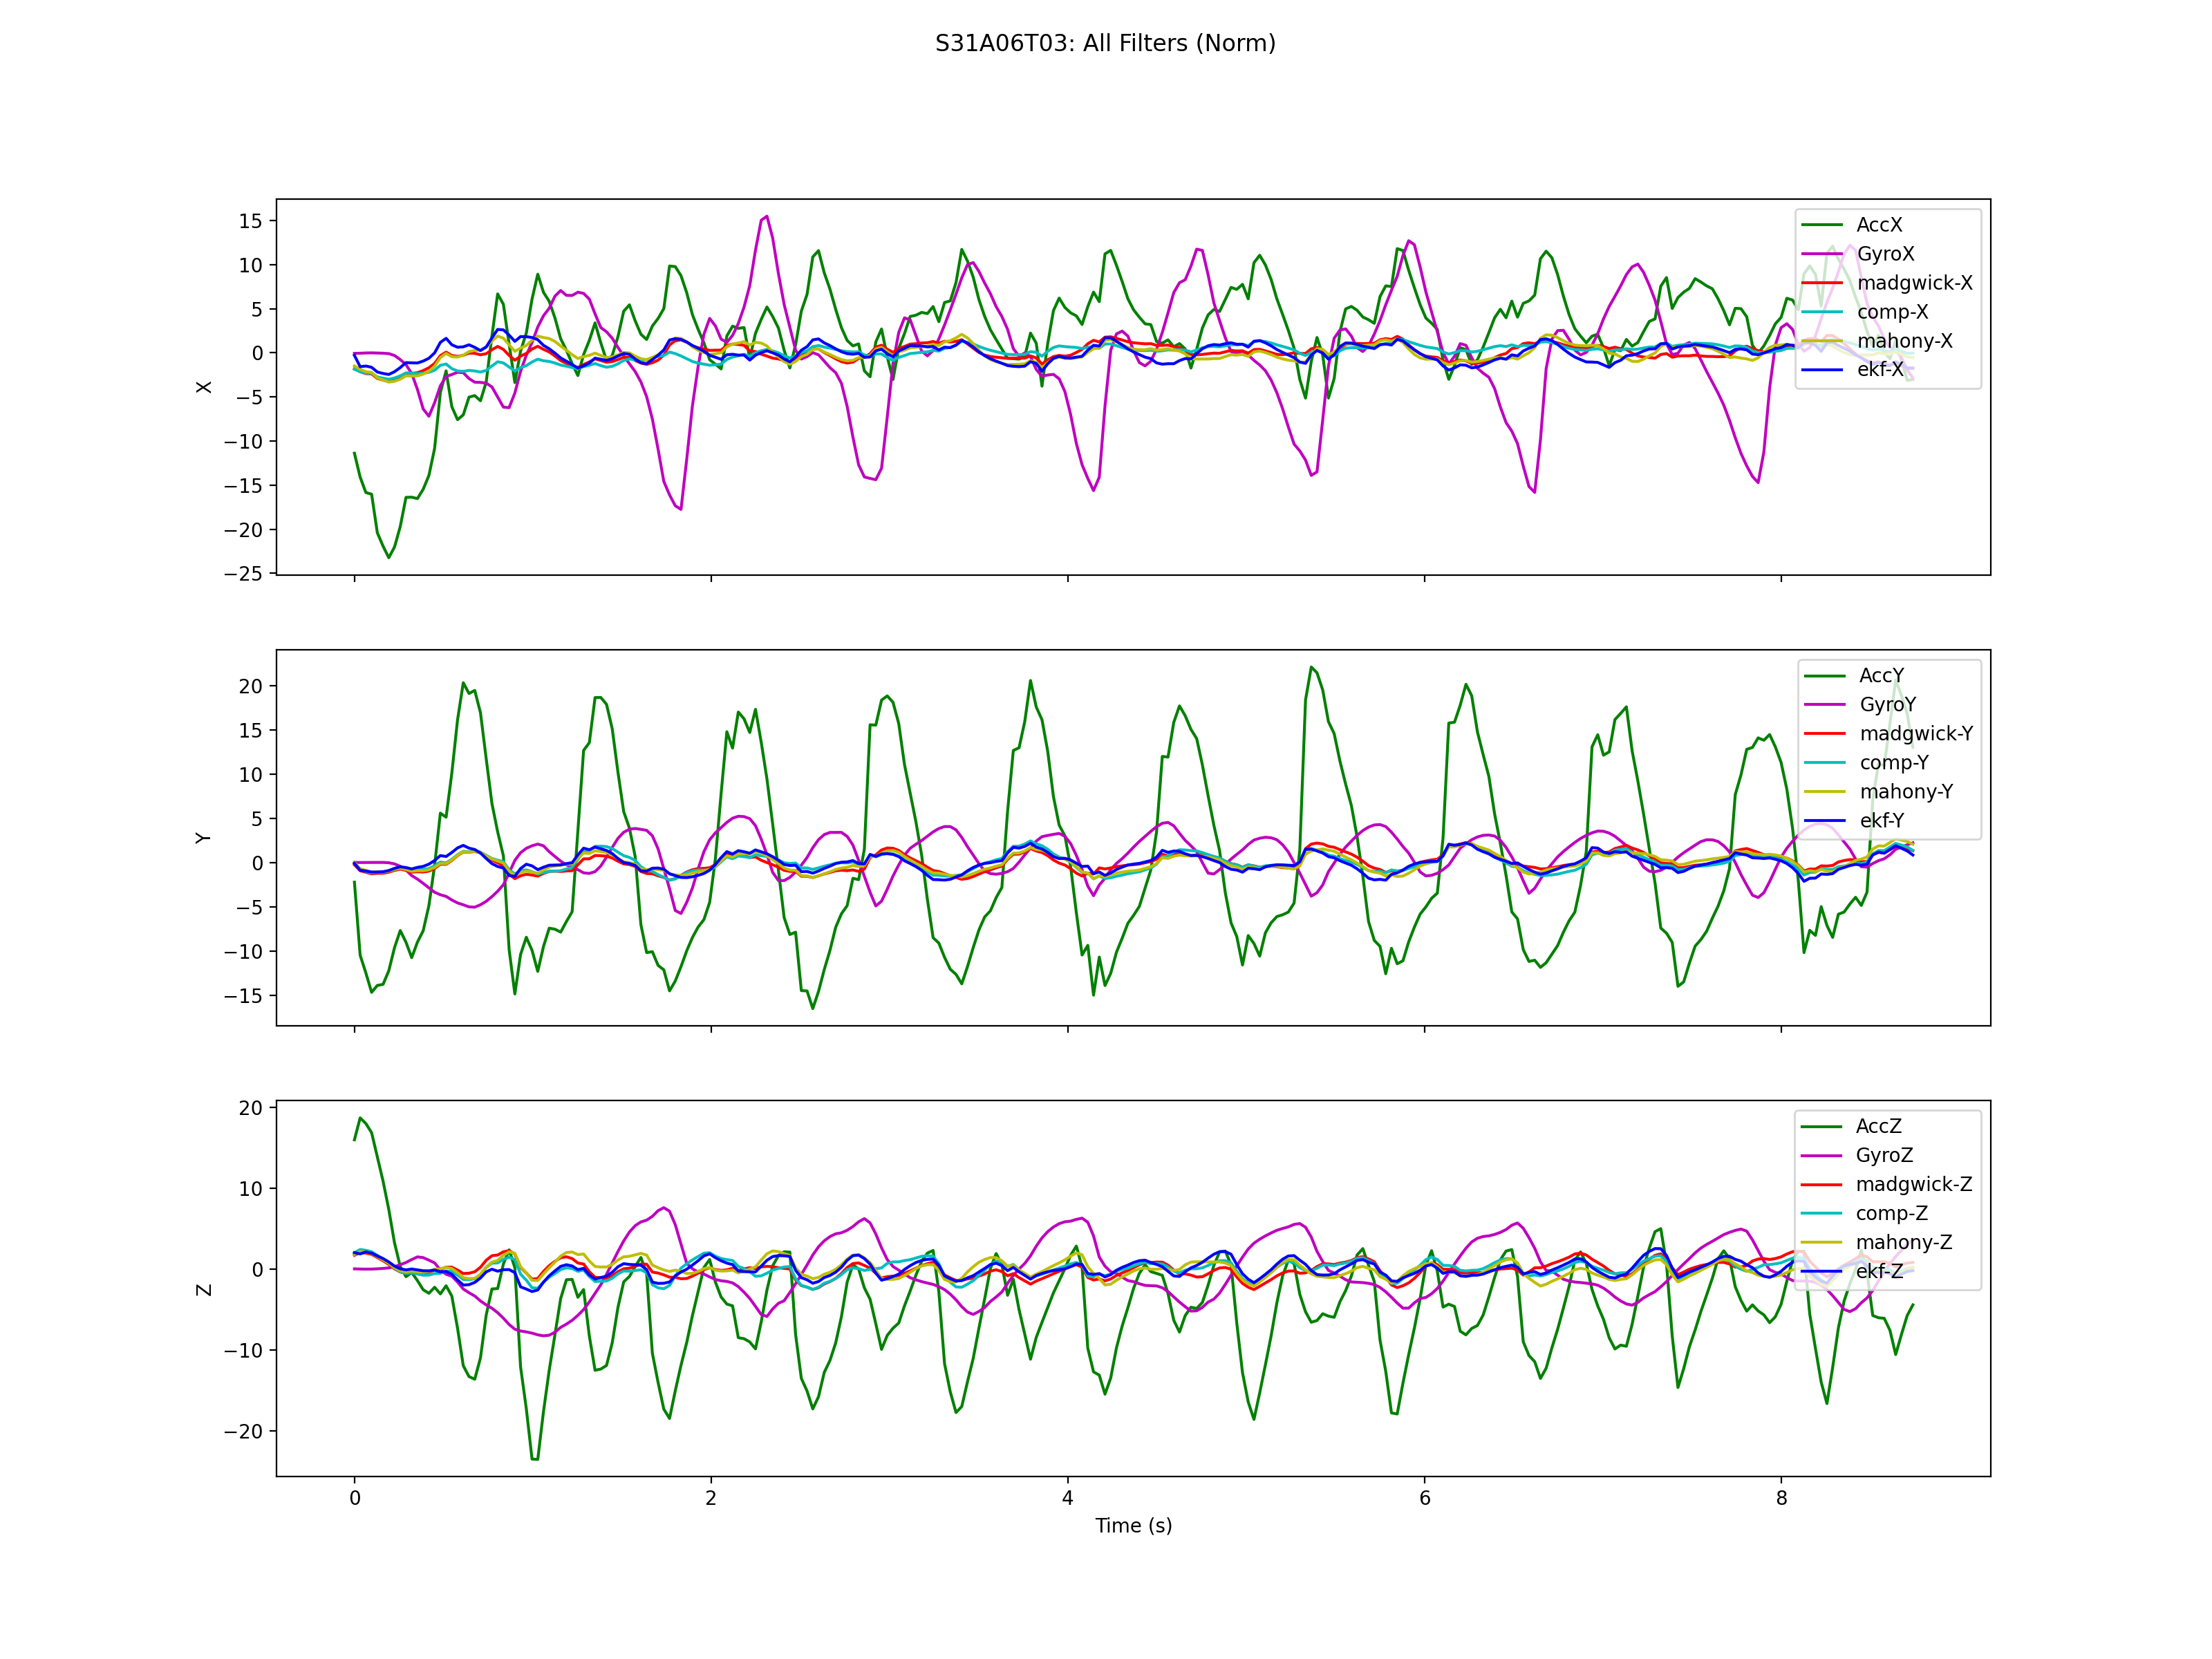 S31A06T03: All Filters (Norm)
15
10
5
0
−5
−10
−15
−20
−25
X
AccX
GyroX
madgwick-X
comp-X
mahony-X
ekf-X
20
15
10
5
0
−5
−10
−15
Y
AccY
GyroY
madgwick-Y
comp-Y
mahony-Y
ekf-Y
20
10
0
−10
−20
Z
AccZ
GyroZ
madgwick-Z
comp-Z
mahony-Z
ekf-Z
0 2 4 6 8
Time (s)